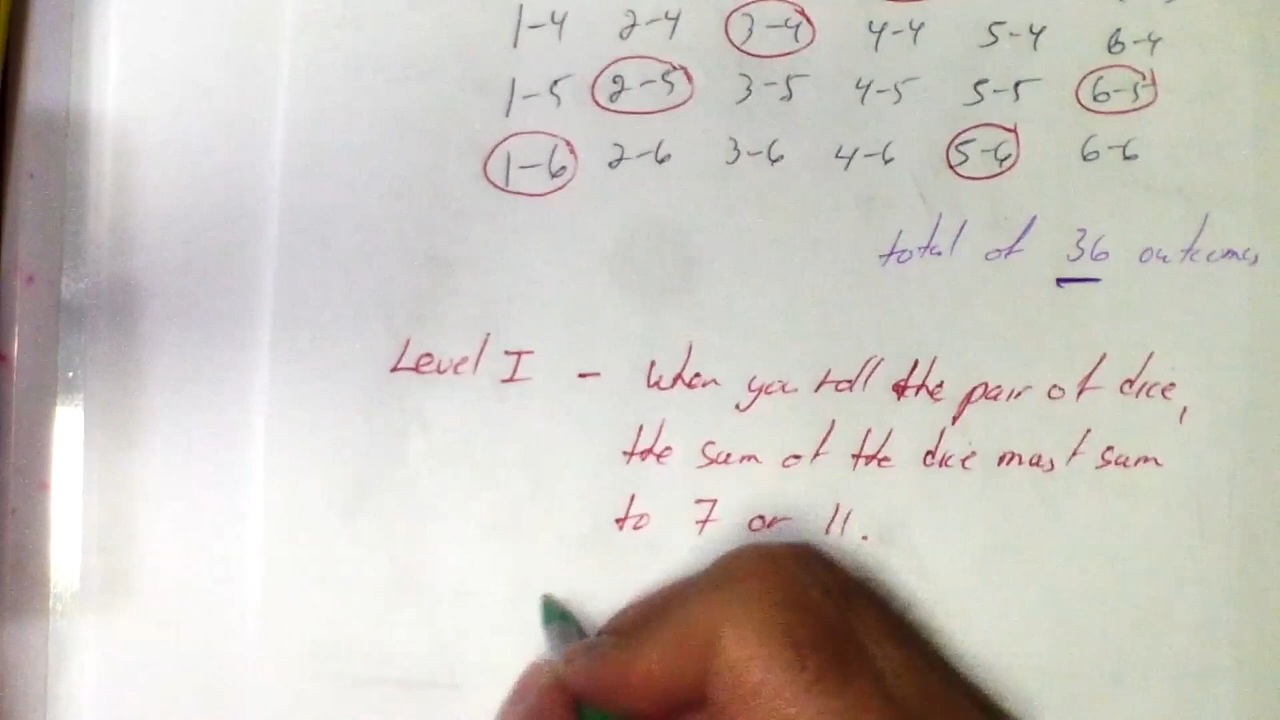 1-4 2-4 3-4 4-4 5-4 6-4
1-5 2-5 3-5 4-5 5-5 6-5
1-6 2-6 3-6 4-6 5-6 6-6
total of 36 outcomes
Level I - When you roll the pair of dice,
the sum of the dice must sum
to 7 or 11.